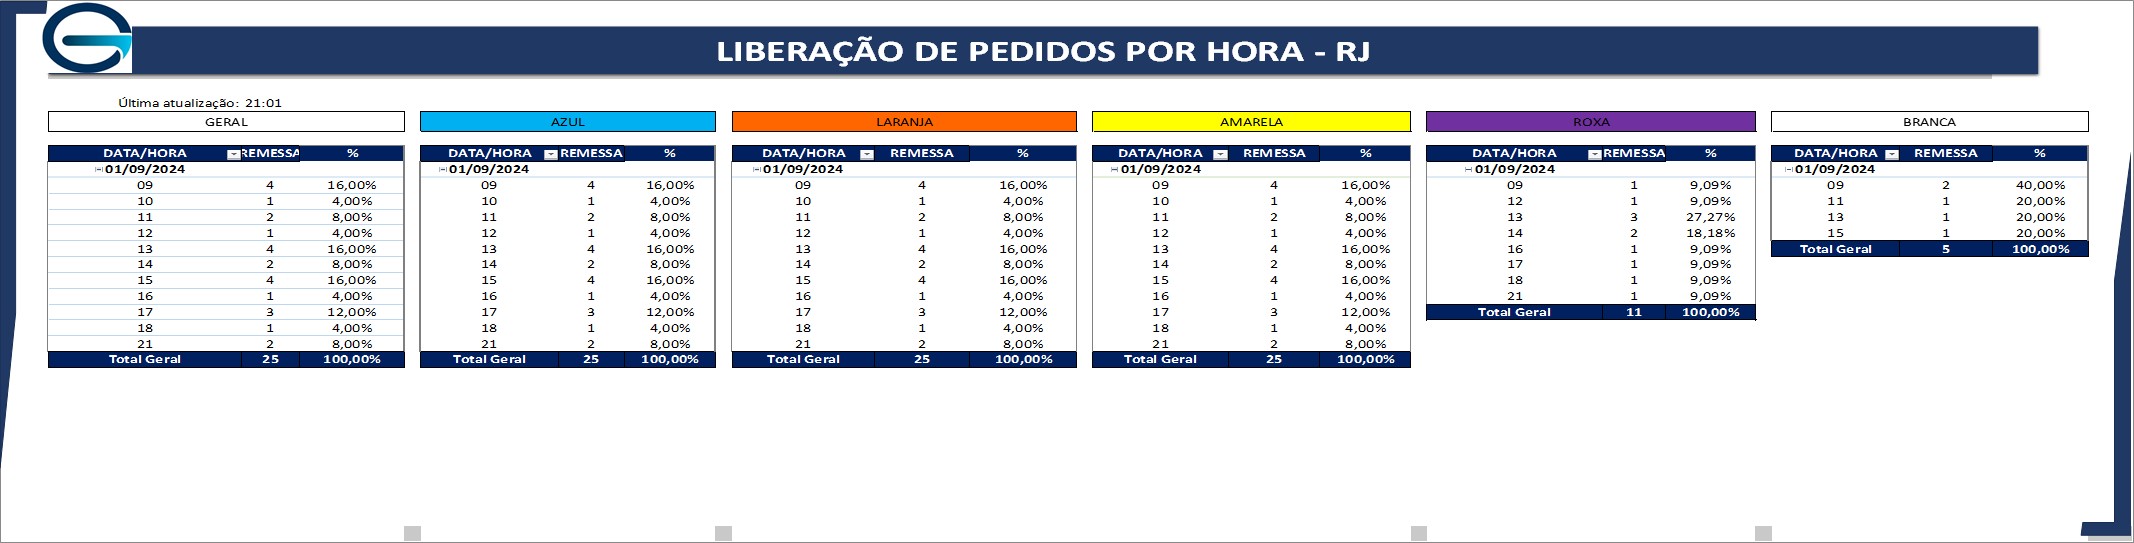 LIBERAÇÃO DE PEDIDOS POR HORA - RJ
Última atualização: 21:01
GERAL
DATA/HORA REMESSA %
01/09/2024
09 4 16,00%
10 1 4,00%
11 2 8,00%
12 1 4,00%
13 4 16,00%
14 2 8,00%
15 4 16,00%
16 1 4,00%
17 3 12,00%
18 1 4,00%
21 2 8,00%
Total Geral 25 100,00%
AZUL
DATA/HORA REMESSA %
01/09/2024
09 4 16,00%
10 1 4,00%
11 2 8,00%
12 1 4,00%
13 4 16,00%
14 2 8,00%
15 4 16,00%
16 1 4,00%
17 3 12,00%
18 1 4,00%
21 2 8,00%
Total Geral 25 100,00%
LARANJA
DATA/HORA REMESSA %
01/09/2024
09 4 16,00%
10 1 4,00%
11 2 8,00%
12 1 4,00%
13 4 16,00%
14 2 8,00%
15 4 16,00%
16 1 4,00%
17 3 12,00%
18 1 4,00%
21 2 8,00%
Total Geral 25 100,00%
AMARELA
DATA/HORA REMESSA %
01/09/2024
09 4 16,00%
10 1 4,00%
11 2 8,00%
12 1 4,00%
13 4 16,00%
14 2 8,00%
15 4 16,00%
16 1 4,00%
17 3 12,00%
18 1 4,00%
21 2 8,00%
Total Geral 25 100,00%
ROXA
DATA/HORA REMESSA %
01/09/2024
09 1 9,09%
12 1 9,09%
13 3 27,27%
14 2 18,18%
16 1 9,09%
17 1 9,09%
18 1 9,09%
21 1 9,09%
Total Geral 11 100,00%
BRANCA
DATA/HORA REMESSA %
01/09/2024
09 2 40,00%
11 1 20,00%
13 1 20,00%
15 1 20,00%
Total Geral 5 100,00%